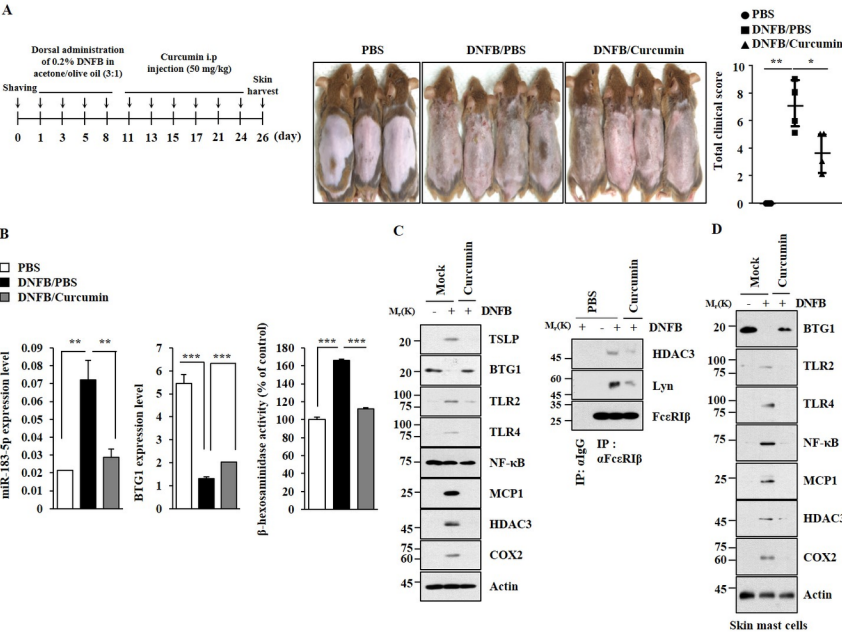 A
Dorsal administration
of 0.2% DNFB in
acetone/olive oil (3:1)
Curcumin i.p
injection (50 mg/kg)
Skin
harvest
Shaving
0 1 3 5 8 11 13 15 17 21 24 26 (day)
PBS DNFB/PBS DNFB/Curcumin
PBS
DNFB/PBS
DNFB/Curcumin
** *
Total clinical score
10
8
6
4
2
0
B
PBS
DNFB/PBS
DNFB/Curcumin
miR-183-5p expression level
0.09
0.08
0.07
0.06
0.05
0.04
0.03
0.02
0.01
0
** **
BTG1 expression level
7
6
5
4
3
2
1
0
*** ***
β-hexosaminidase activity (% of control)
180
160
140
120
100
80
60
40
20
0
*** ***
C
Mock Curcumin
Mr(K) - + + DNFB
20 TSLP
20 BTG1
100 TLR2
75
100 TLR4
75
75 NF-κB
25 MCP1
45 HDAC3
75 COX2
60
45 Actin
PBS Curcumin
Mr(K) + - + + DNFB
45 HDAC3
60 Lyn
45
35 FcεRIβ
25
IP: αIgG
IP :
αFcεRIβ
D
Mock Curcumin
Mr(K) - + + DNFB
20 BTG1
100 TLR2
75
100 TLR4
75
75 NF-κB
25 MCP1
45 HDAC3
75 COX2
60
45 Actin
Skin mast cells